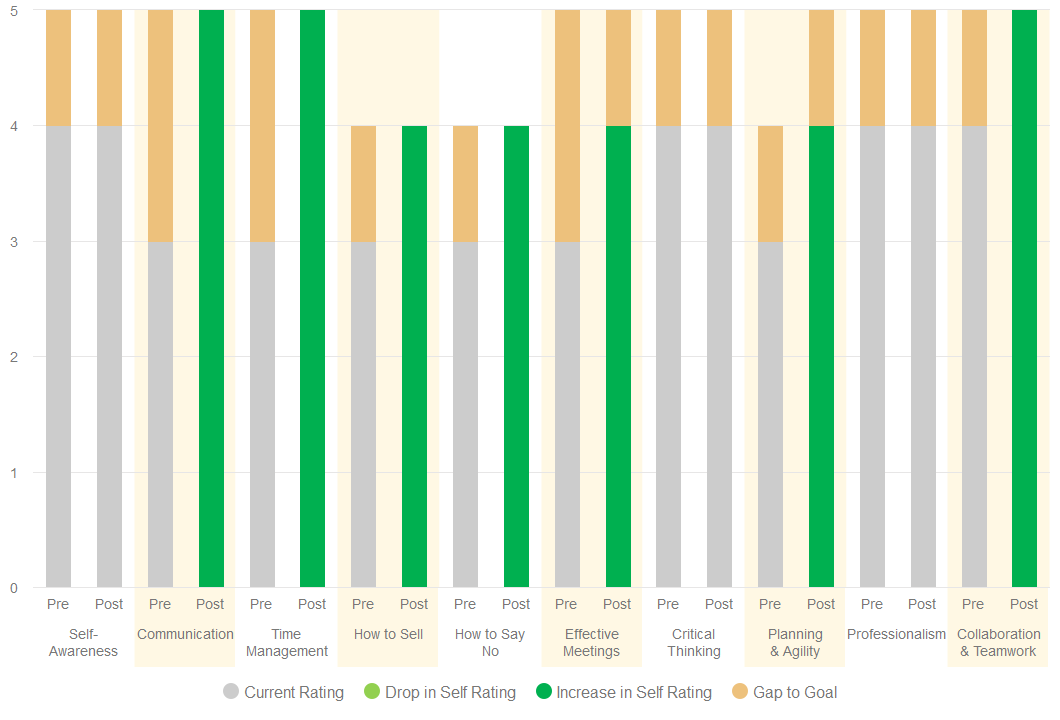 5
4
3
2
1
0
Pre Post Pre Post Pre Post Pre Post Pre Post Pre Post Pre Post Pre Post Pre Post Pre Post
Self-
Awareness
Communication
Time
Management
How to Sell
How to Say
No
Effective
Meetings
Critical
Thinking
Planning
& Agility
Professionalism
Collaboration
& Teamwork
Current Rating Drop in Self Rating Increase in Self Rating Gap to Goal